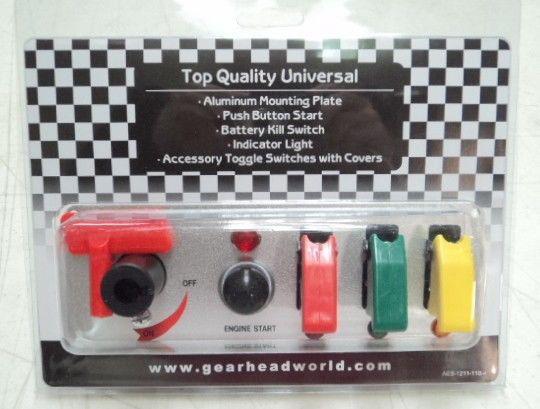 Top Quality Universal
· Aluminum Mounting Plate
· Push Button Start
· Battery Kill Switch
· Indicator Light
· Accessory Toggle Switches with Covers
OFF
ON
ENGINE START
www.gearheadworld.com